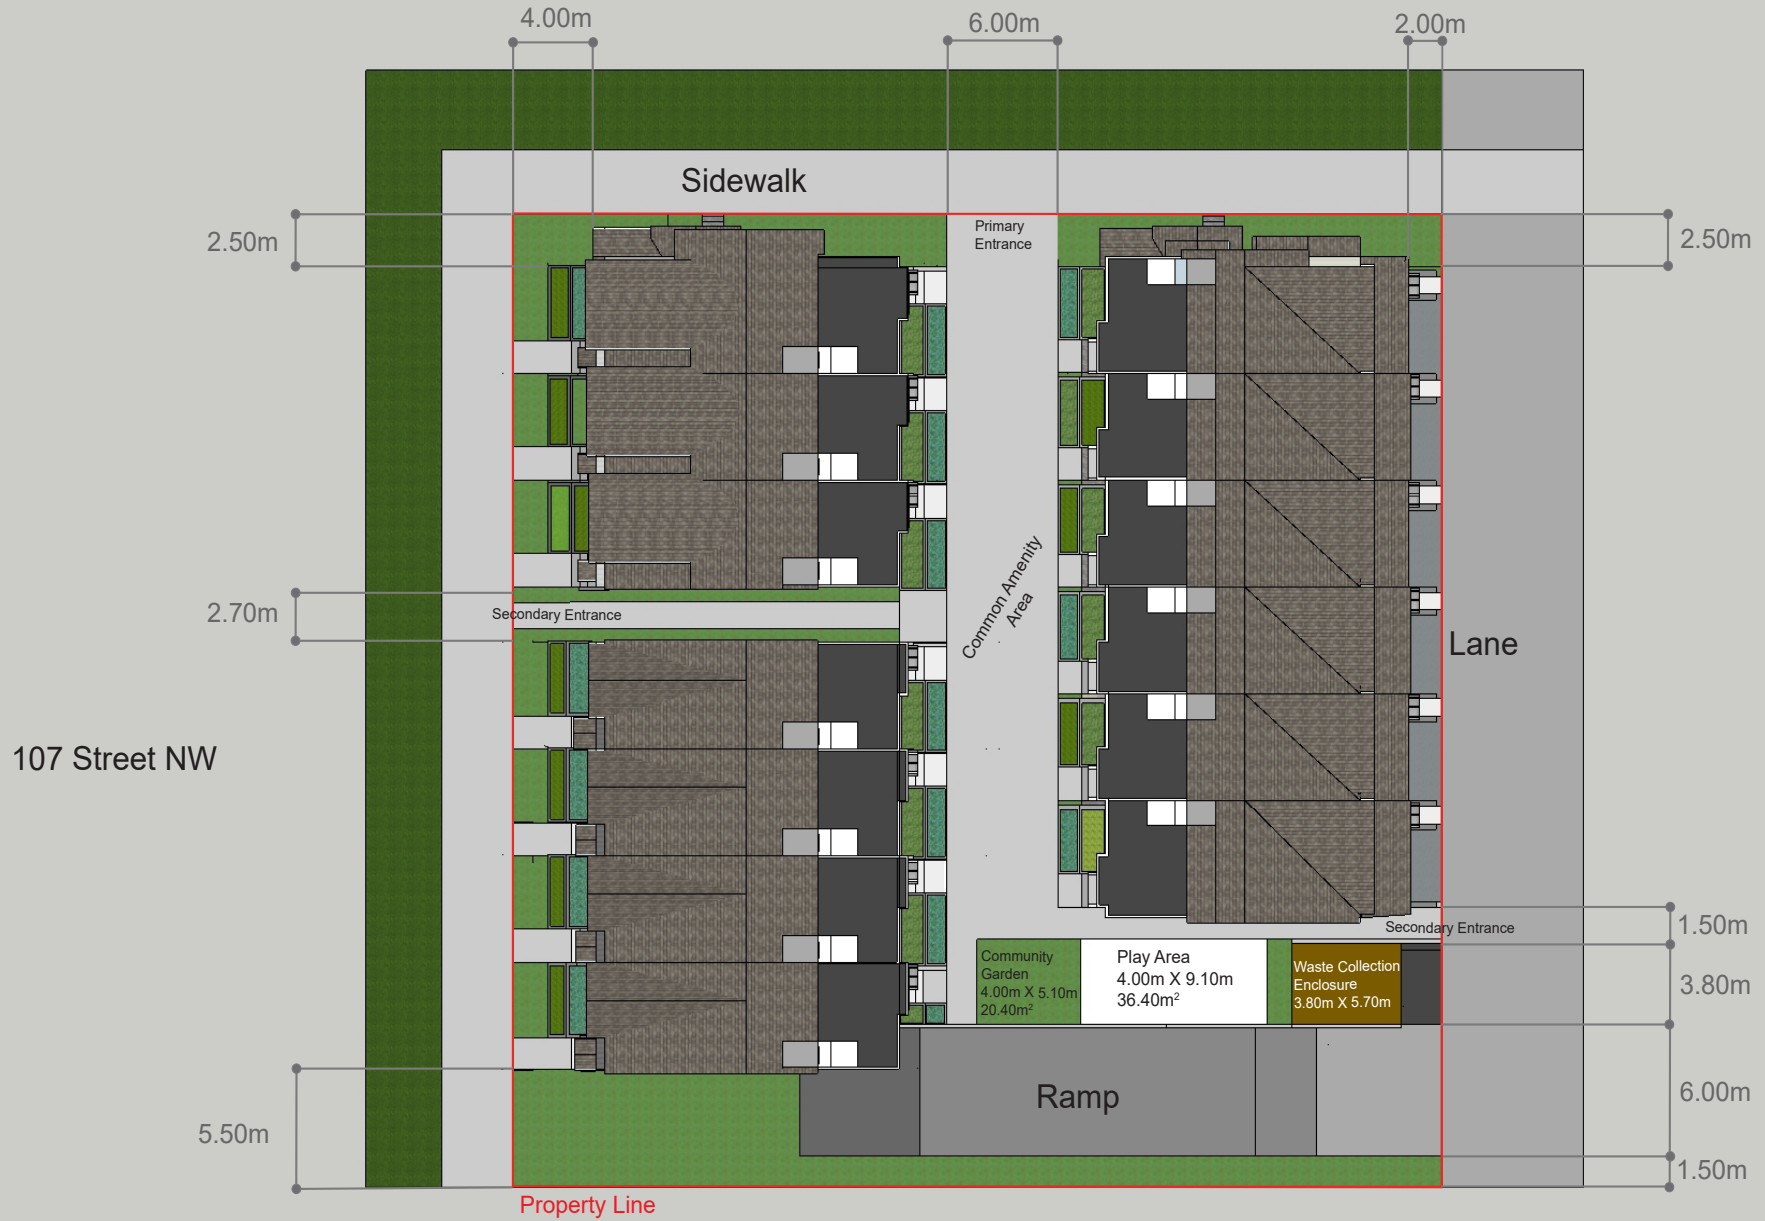 4.00m
6.00m
2.00m
Sidewalk
2.50m
Primary
Entrance
2.50m
2.70m
Secondary Entrance
Common Amenity
Area
Lane
107 Street NW
Secondary Entrance
1.50m
Community
Garden
4.00m X 5.10m
20.40m²
Play Area
4.00m X 9.10m
36.40m²
Waste Collection
Enclosure
3.80m X 5.70m
3.80m
Ramp
6.00m
5.50m
1.50m
Property Line